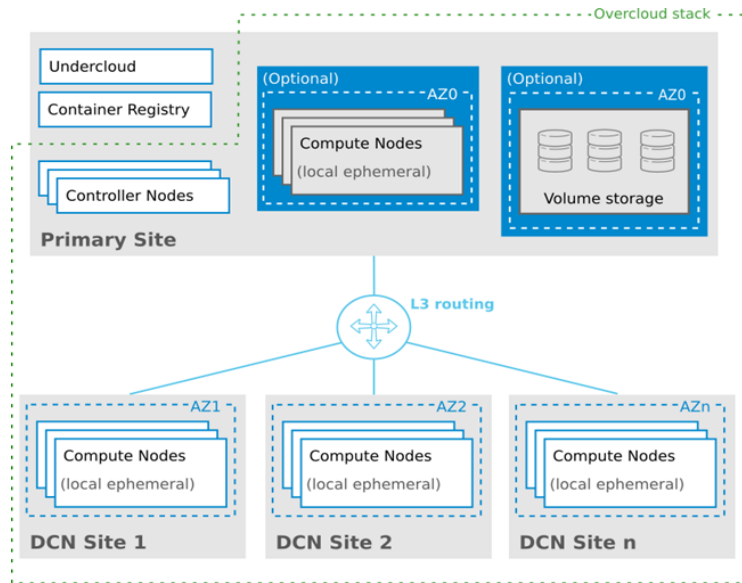 Overcloud stack
Undercloud
Container Registry
Controller Nodes
Primary Site
(Optional)
AZ0
Compute Nodes
(local ephemeral)
(Optional)
AZ0
Volume storage
L3 routing
AZ1
Compute Nodes
(local ephemeral)
DCN Site 1
AZ2
Compute Nodes
(local ephemeral)
DCN Site 2
AZn
Compute Nodes
(local ephemeral)
DCN Site n